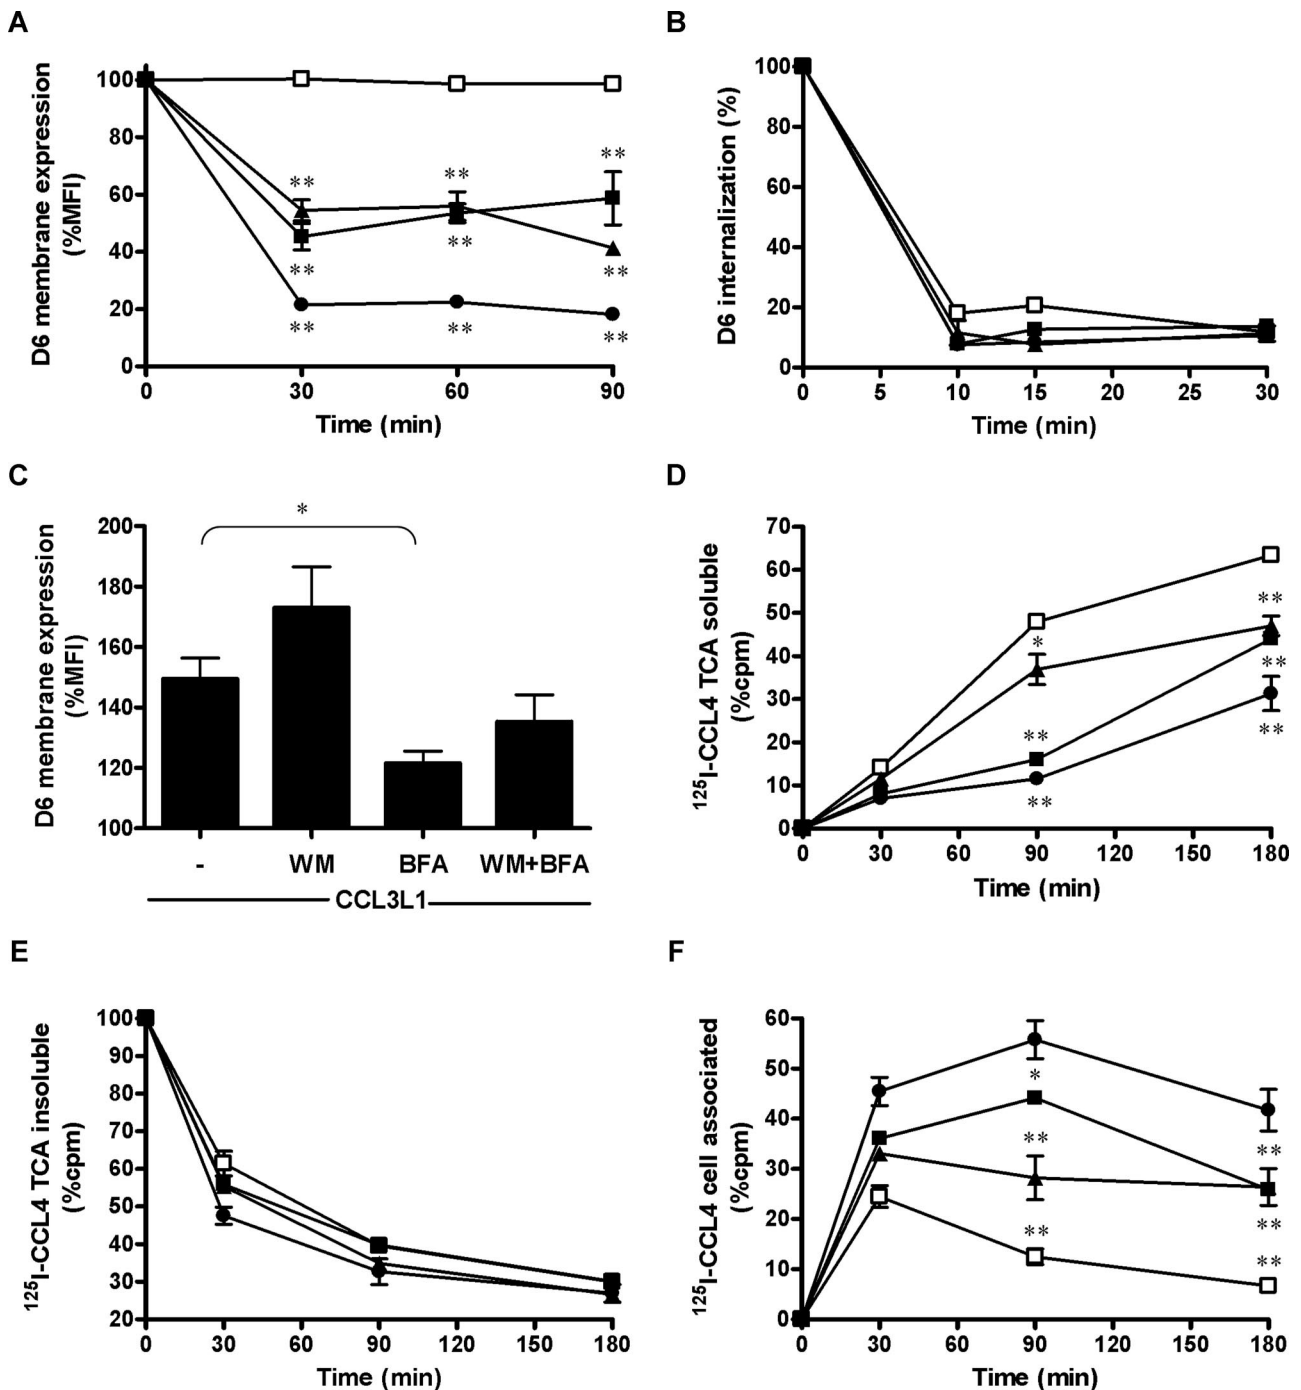 A
D6 membrane expression
(%MFI)
100
80
60
40
20
0
** ** **
** ** **
** ** **
0 30 60 90
Time (min)
B
D6 internalization (%)
100
80
60
40
20
0
0 5 10 15 20 25 30
Time (min)
C
D6 membrane expression
(%MFI)
200
180
160
140
120
100
*
- WM BFA WM+BFA
CCL3L1
D
¹²⁵I-CCL4 TCA soluble
(%cpm)
70
60
50
40
30
20
10
0
**
*
**
**
**
**
0 30 60 90 120 150 180
Time (min)
E
¹²⁵I-CCL4 TCA insoluble
(%cpm)
100
90
80
70
60
50
40
30
20
0 30 60 90 120 150 180
Time (min)
F
¹²⁵I-CCL4 cell associated
(%cpm)
60
50
40
30
20
10
0
*
** **
**
** **
0 30 60 90 120 150 180
Time (min)